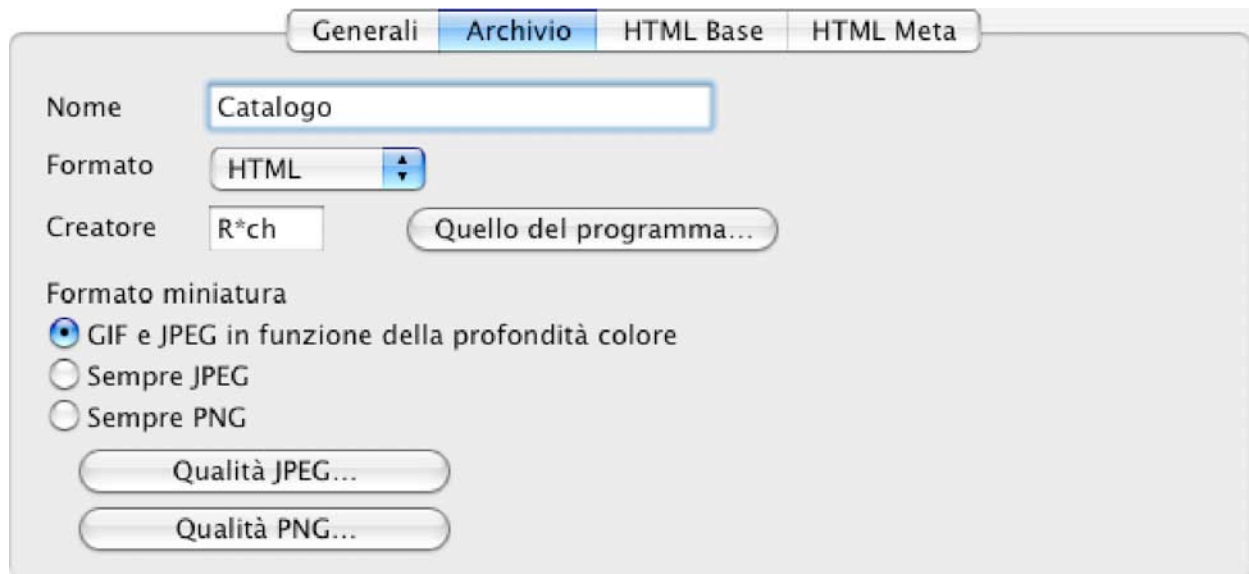 Generali Archivio HTML Base HTML Meta
Nome Catalogo
Formato HTML
Creatore R*ch Quello del programma...
Formato miniatura
GIF e JPEG in funzione della profondità colore
Sempre JPEG
Sempre PNG
Qualità JPEG...
Qualità PNG...